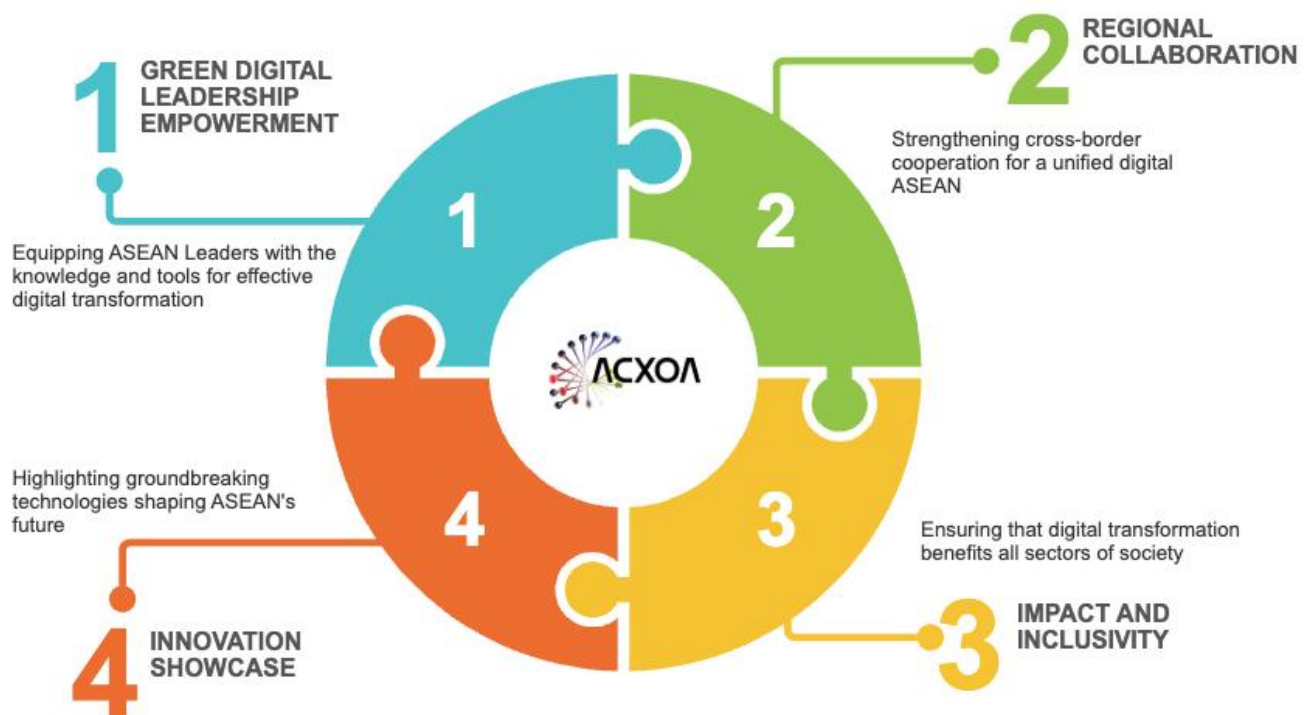 1
GREEN DIGITAL
LEADERSHIP
EMPOWERMENT
Equipping ASEAN Leaders with the
knowledge and tools for effective
digital transformation
2
REGIONAL
COLLABORATION
Strengthening cross-border
cooperation for a unified digital
ASEAN
1
2
ACXOA
4
3
Highlighting groundbreaking
technologies shaping ASEAN's
future
4
INNOVATION
SHOWCASE
Ensuring that digital transformation
benefits all sectors of society
3
IMPACT AND
INCLUSIVITY